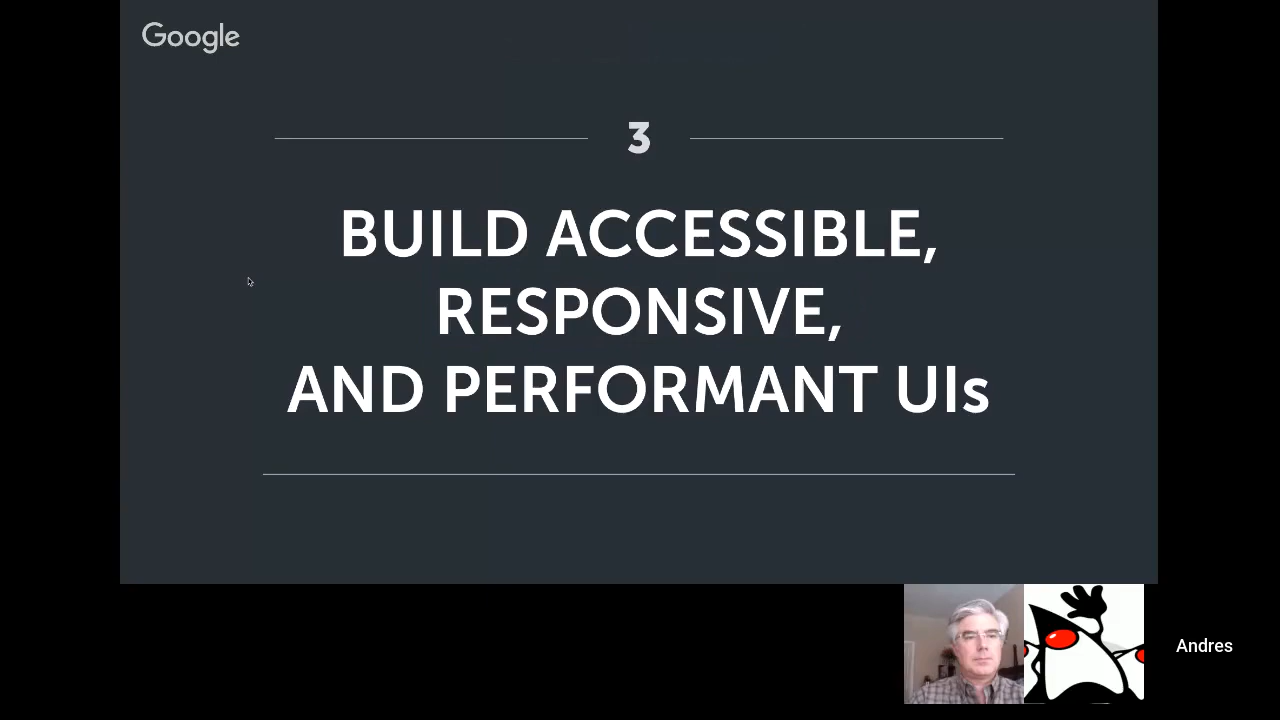 Google
3
BUILD ACCESSIBLE,
RESPONSIVE,
AND PERFORMANT UIs
Andres